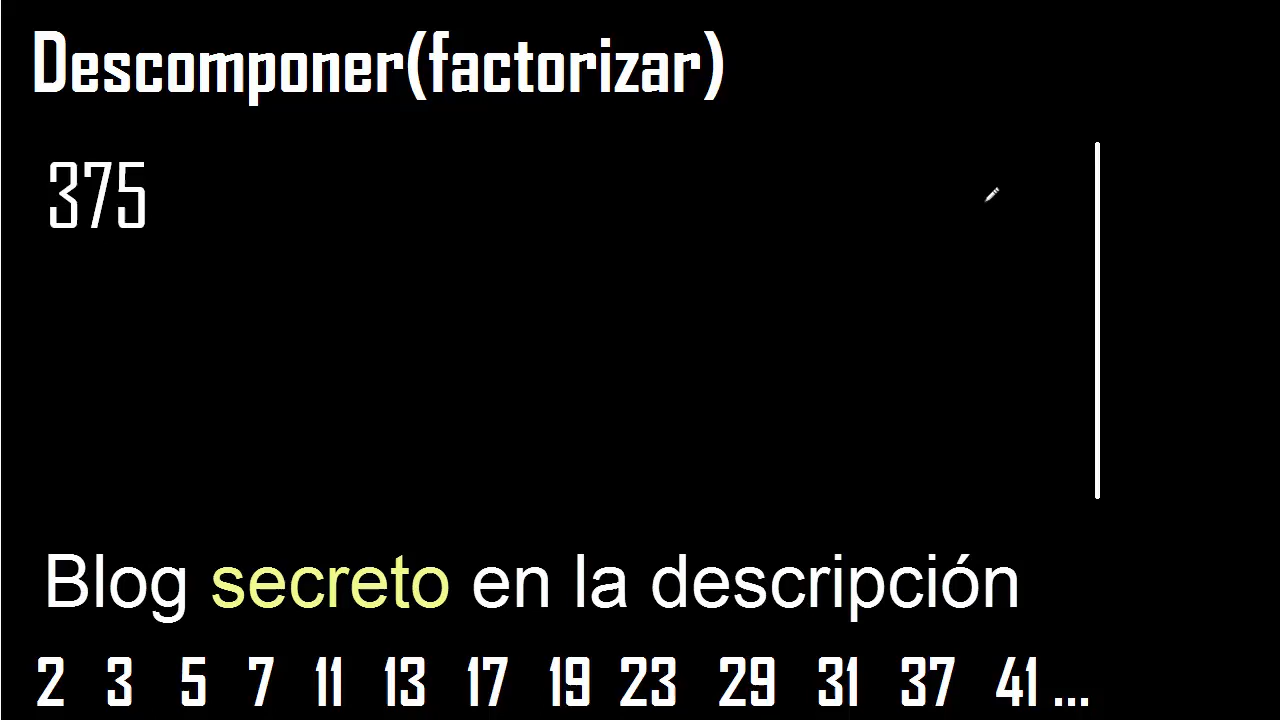 Descomponer(factorizar)
375
Blog secreto en la descripción
2 3 5 7 11 13 17 19 23 29 31 37 41 ...